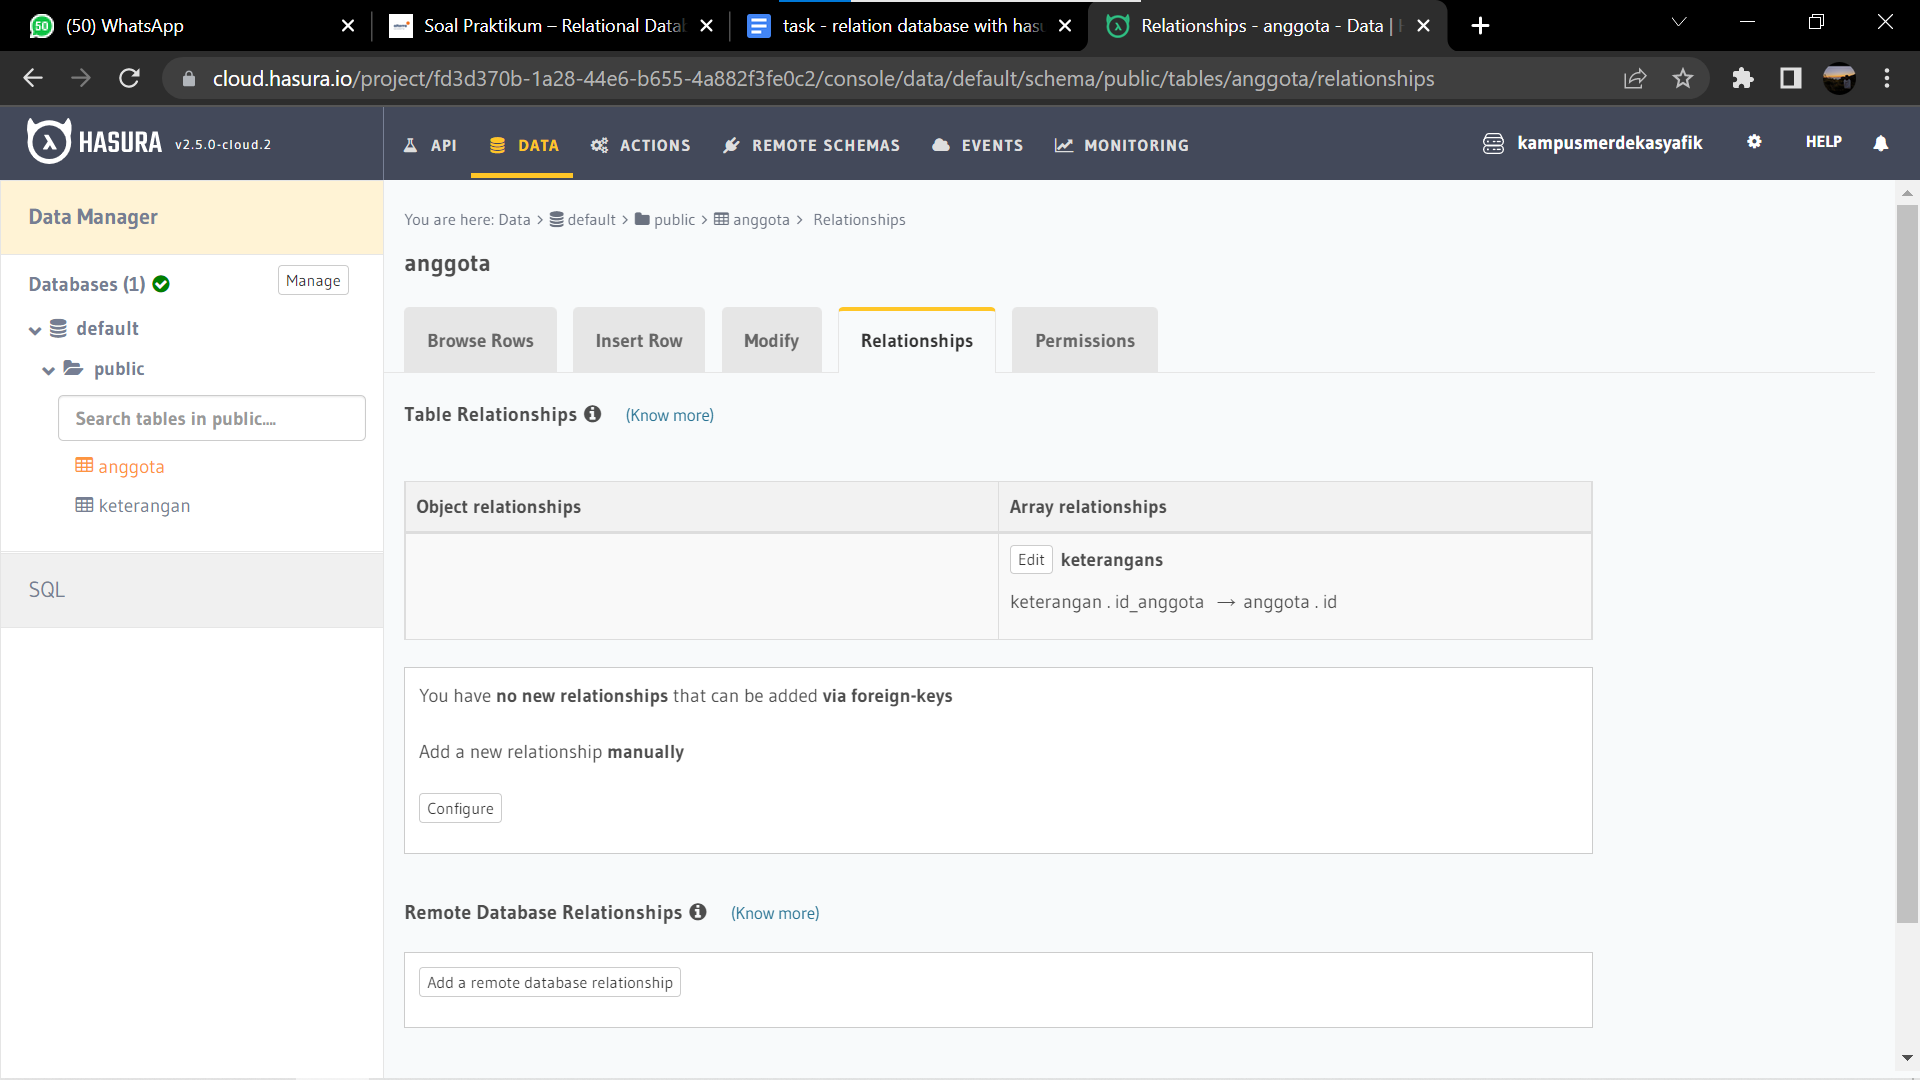 (50) WhatsApp
Soal Praktikum – Relational Datab
task - relation database with hasu
Relationships - anggota - Data |
cloud.hasura.io/project/fd3d370b-1a28-44e6-b655-4a882f3fe0c2/console/data/default/schema/public/tables/anggota/relationships
HASURA v2.5.0-cloud.2
API
DATA
ACTIONS
REMOTE SCHEMAS
EVENTS
MONITORING
kampusmerdekasyafik
HELP
Data Manager
Databases (1)
Manage
default
public
Search tables in public....
anggota
keterangan
SQL
You are here: Data > default > public > anggota > Relationships
anggota
Browse Rows
Insert Row
Modify
Relationships
Permissions
Table Relationships (Know more)
Object relationships
Array relationships
Edit keterangans
keterangan . id_anggota → anggota . id
You have no new relationships that can be added via foreign-keys
Add a new relationship manually
Configure
Remote Database Relationships (Know more)
Add a remote database relationship